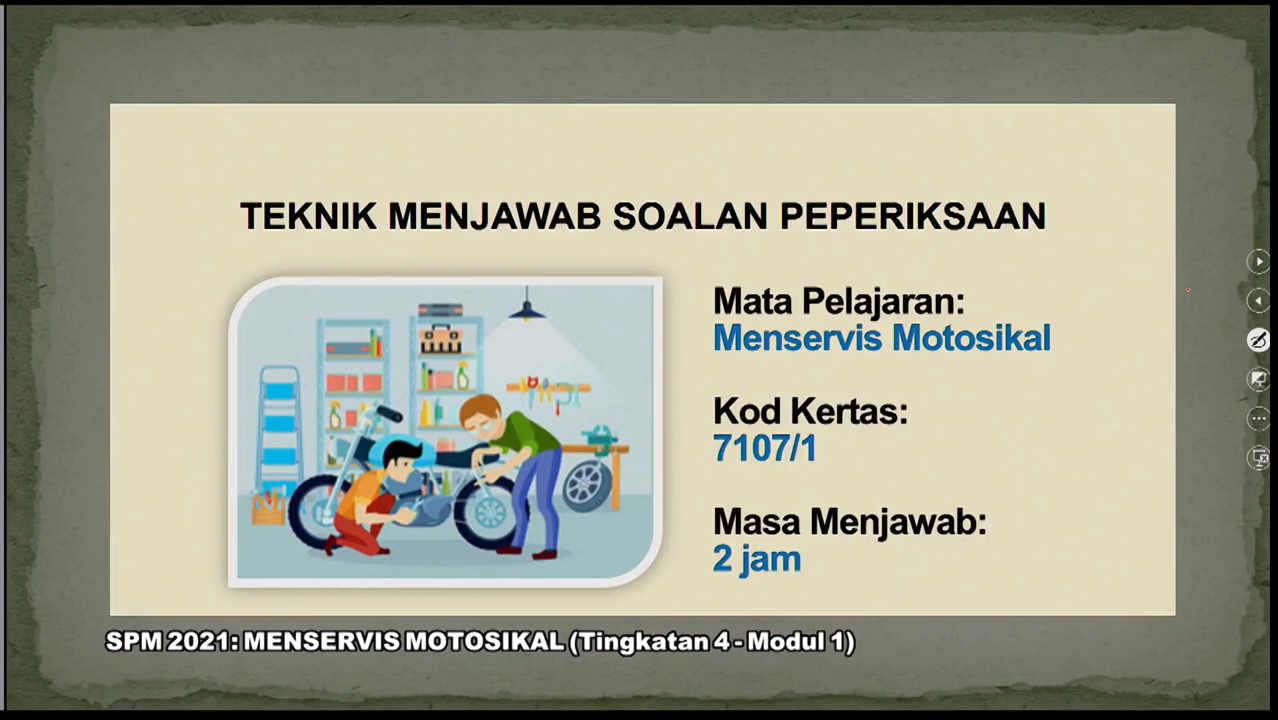 TEKNIK MENJAWAB SOALAN PEPERIKSAAN
Mata Pelajaran:
Menservis Motosikal
Kod Kertas:
7107/1
Masa Menjawab:
2 jam
SPM 2021: MENSERVIS MOTOSIKAL (Tingkatan 4 - Modul 1)